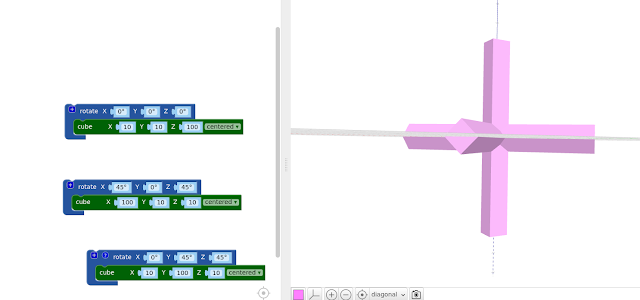 + rotate X 0° Y 0° Z 0°
cube X 10 Y 10 Z 100 centered ▾
+ rotate X 45° Y 0° Z 45°
cube X 100 Y 10 Z 10 centered ▾
+ ? rotate X 0° Y 45° Z 45°
cube X 10 Y 100 Z 10 centered ▾
diagonal